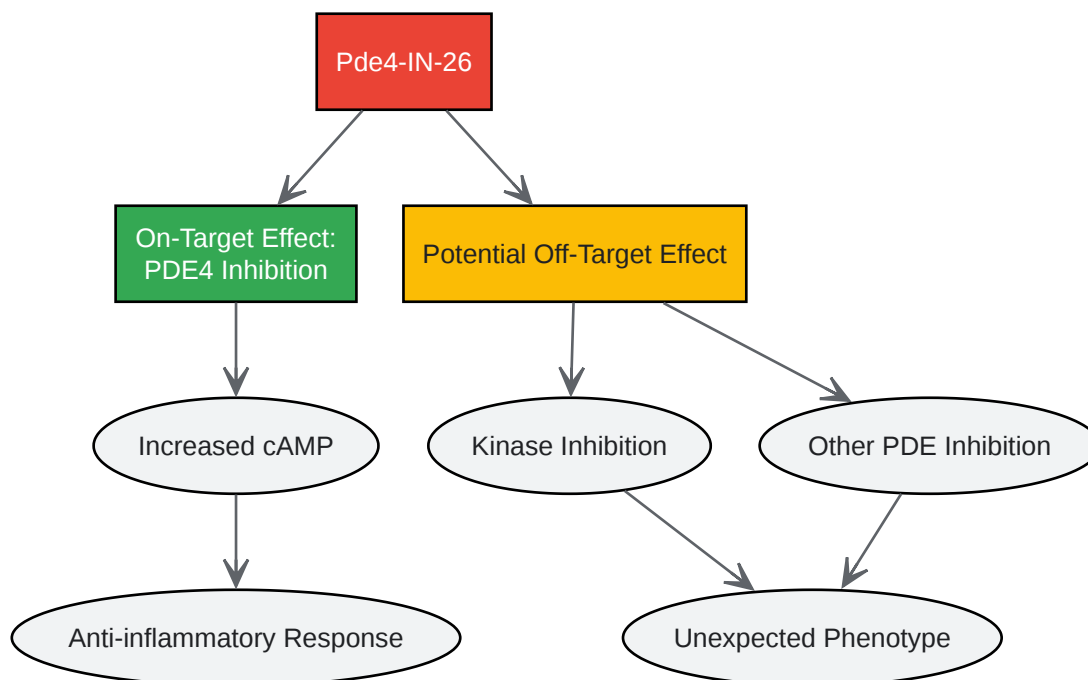 Pde4-IN-26
On-Target Effect:
PDE4 Inhibition
Potential Off-Target Effect
Increased cAMP
Kinase Inhibition
Other PDE Inhibition
Anti-inflammatory Response
Unexpected Phenotype